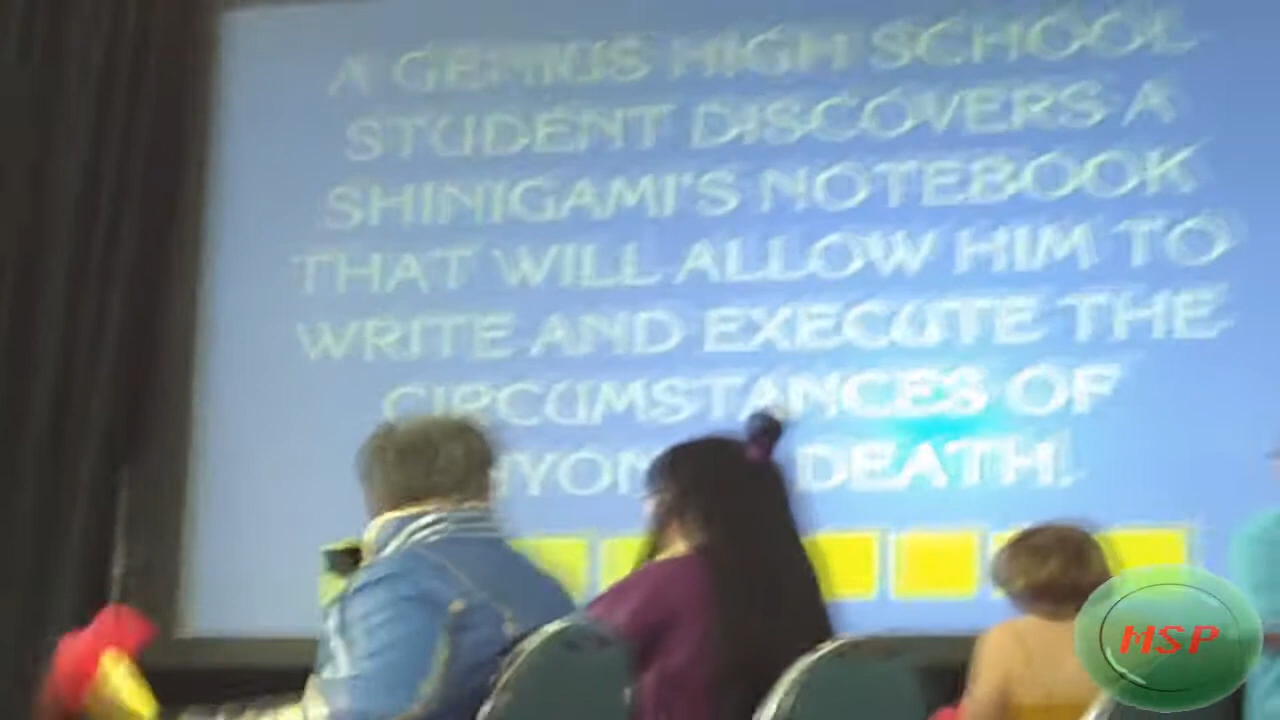 A GENIUS HIGH SCHOOL
STUDENT DISCOVERS A
SHINIGAMI'S NOTEBOOK
THAT WILL ALLOW HIM TO
WRITE AND EXECUTE THE
CIRCUMSTANCES OF
NYON DEATH.
MSP